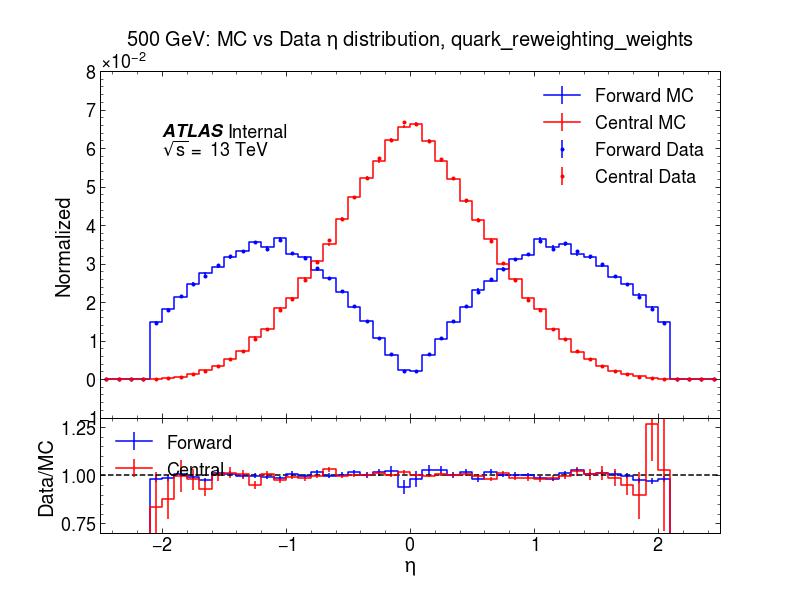 500 GeV: MC vs Data η distribution, quark_reweighting_weights
×10⁻²
8
7
6
5
4
3
2
1
0
−1
Normalized
ATLAS Internal
√s = 13 TeV
Forward MC
Central MC
Forward Data
Central Data
1.25
1.00
0.75
Data/MC
Forward
Central
−2 −1 0 1 2
η